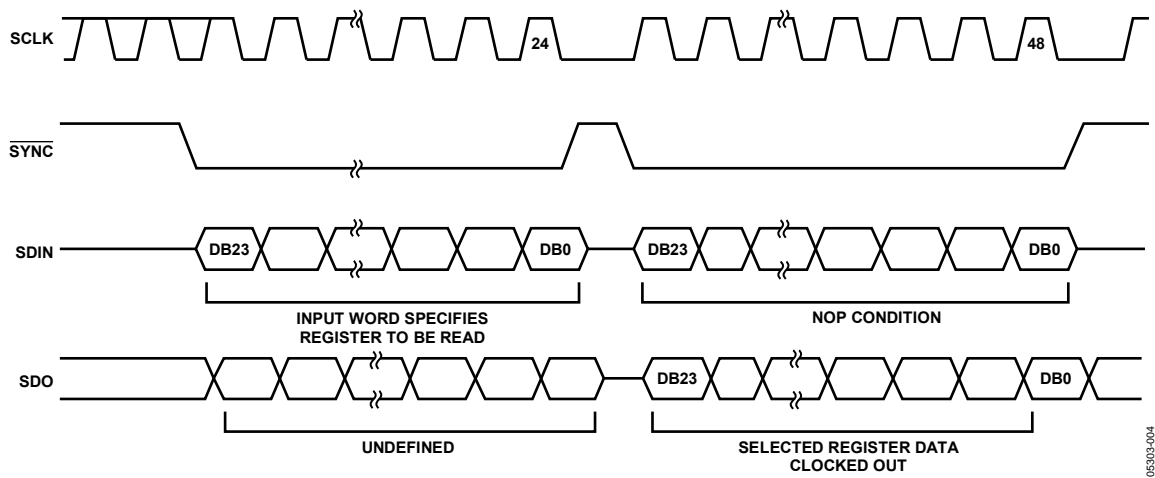 SCLK
24
48
SYNC
SDIN
DB23
DB0
DB23
DB0
INPUT WORD SPECIFIES
REGISTER TO BE READ
NOP CONDITION
SDO
DB23
DB0
UNDEFINED
SELECTED REGISTER DATA
CLOCKED OUT
05303-004